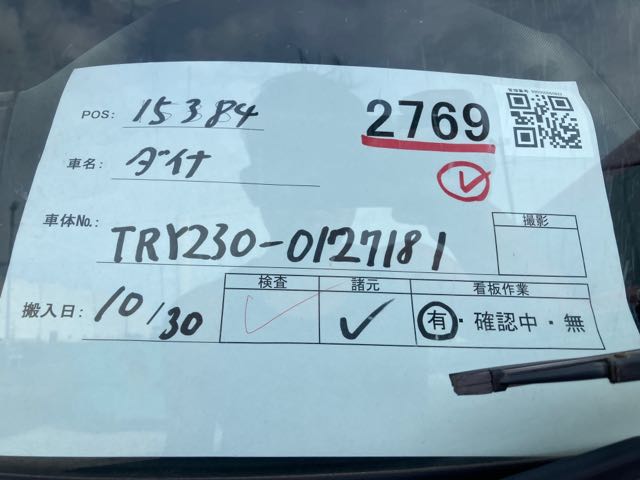 POS: 15384
2769
車名: ダイナ
車体No.: TRY230-0127181
撮影
搬入日: 10/30
検査 諸元 看板作業
有・確認中・無